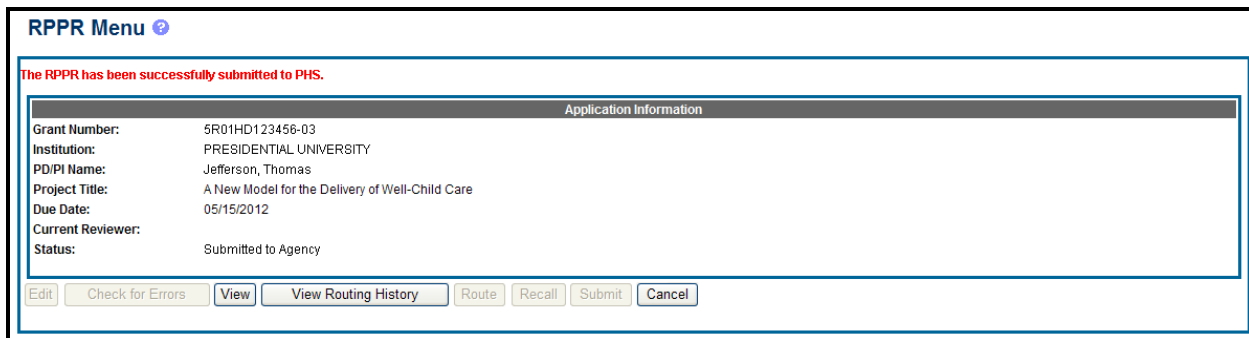 RPPR Menu ?
The RPPR has been successfully submitted to PHS.
Application Information
Grant Number: 5R01HD123456-03
Institution: PRESIDENTIAL UNIVERSITY
PD/PI Name: Jefferson, Thomas
Project Title: A New Model for the Delivery of Well-Child Care
Due Date: 05/15/2012
Current Reviewer:
Status: Submitted to Agency
Edit Check for Errors View View Routing History Route Recall Submit Cancel